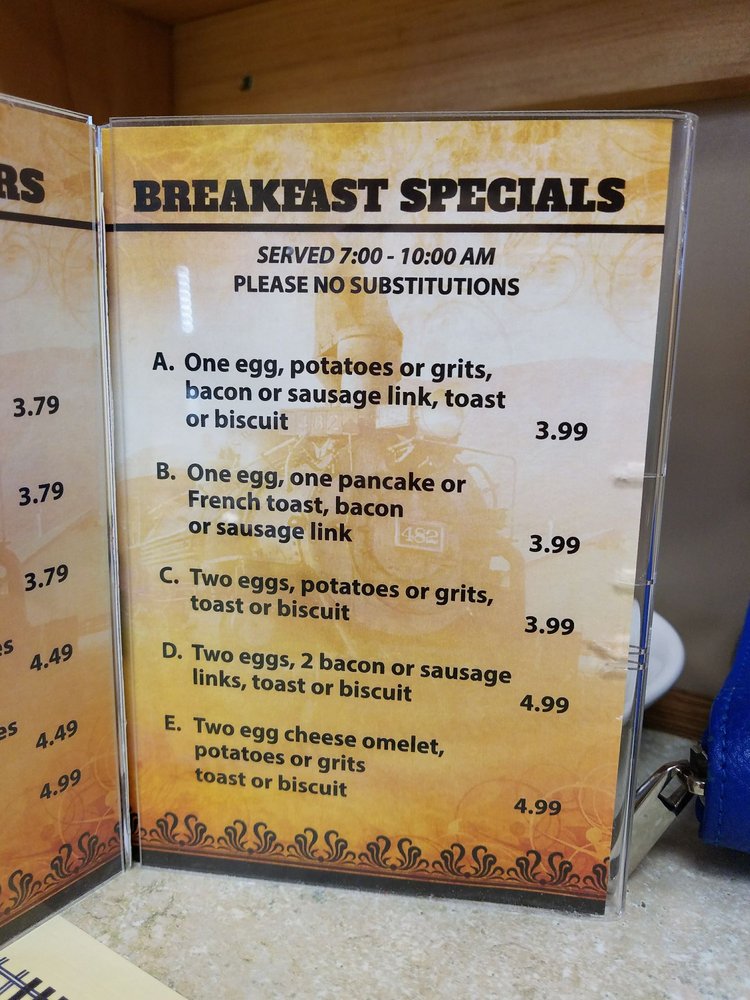 RS
3.79
3.79
3.79
es
4.49
es
4.49
4.99
BREAKFAST SPECIALS
SERVED 7:00 - 10:00 AM
PLEASE NO SUBSTITUTIONS
A. One egg, potatoes or grits,
bacon or sausage link, toast
or biscuit 3.99
B. One egg, one pancake or
French toast, bacon
or sausage link 3.99
482
C. Two eggs, potatoes or grits,
toast or biscuit 3.99
D. Two eggs, 2 bacon or sausage
links, toast or biscuit 4.99
E. Two egg cheese omelet,
potatoes or grits
toast or biscuit 4.99